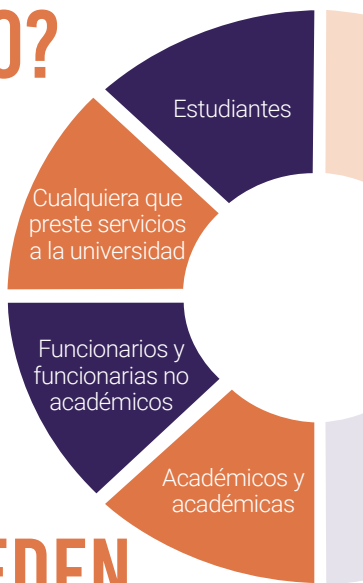 O?
Estudiantes
Cualquiera que
preste servicios
a la universidad
Funcionarios y
funcionarias no
académicos
Académicos y
académicas
EDEN